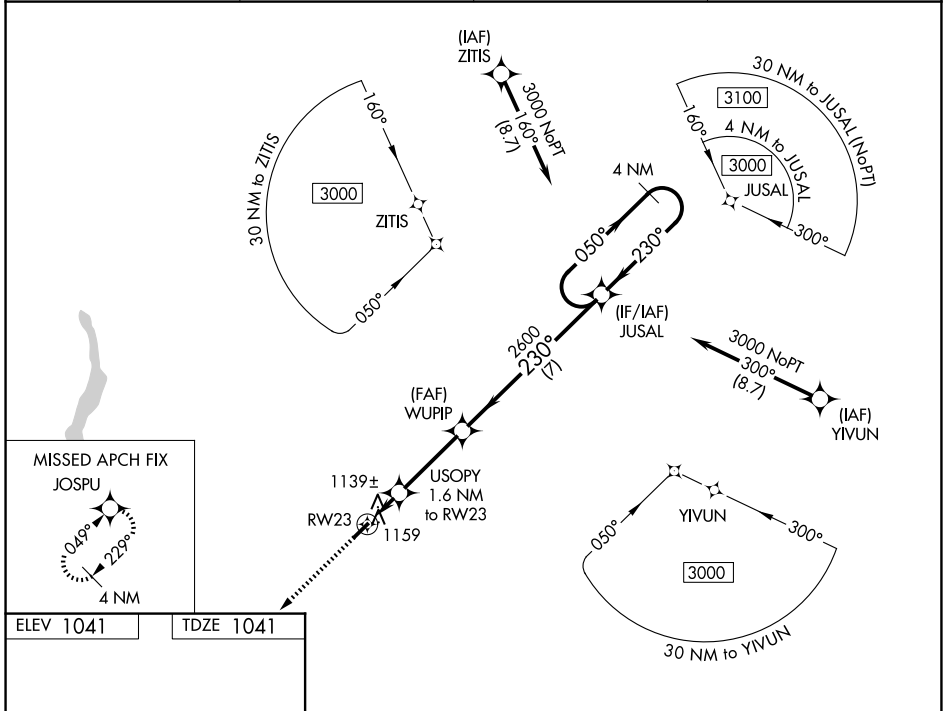 (IAF)
ZITIS
3000 NoPT
160°
(8.7)
30 NM to ZITIS
160°
3000
ZITIS
050°
30 NM to JUSAL (NoPT)
3100
4 NM to JUSAL
3000
160°
JUSAL
300°
4 NM
050°
230°
(IF/IAF)
JUSAL
2600
230°
(7)
3000 NoPT
300°
(8.7)
(IAF)
YIVUN
(FAF)
WUPIP
USOPY
1.6 NM
to RW23
1139±
RW23
1159
MISSED APCH FIX
JOSPU
049°
229°
4 NM
YIVUN
050°
300°
3000
30 NM to YIVUN
ELEV 1041
TDZE 1041